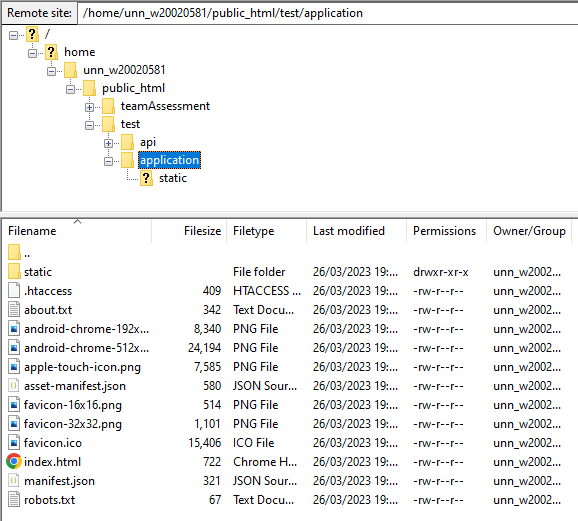 Remote site: /home/unn_w20020581/public_html/test/application
/
home
unn_w20020581
public_html
teamAssessment
test
api
application
static
Filename Filesize Filetype Last modified Permissions Owner/Group
..
static File folder 26/03/2023 19:... drwxr-xr-x unn_w2002...
.htaccess 409 HTACCESS ... 26/03/2023 19:... -rw-r--r-- unn_w2002...
about.txt 342 Text Docu... 26/03/2023 19:... -rw-r--r-- unn_w2002...
android-chrome-192x... 8,340 PNG File 26/03/2023 19:... -rw-r--r-- unn_w2002...
android-chrome-512x... 24,194 PNG File 26/03/2023 19:... -rw-r--r-- unn_w2002...
apple-touch-icon.png 7,585 PNG File 26/03/2023 19:... -rw-r--r-- unn_w2002...
asset-manifest.json 580 JSON Sour... 26/03/2023 19:... -rw-r--r-- unn_w2002...
favicon-16x16.png 514 PNG File 26/03/2023 19:... -rw-r--r-- unn_w2002...
favicon-32x32.png 1,101 PNG File 26/03/2023 19:... -rw-r--r-- unn_w2002...
favicon.ico 15,406 ICO File 26/03/2023 19:... -rw-r--r-- unn_w2002...
index.html 722 Chrome H... 26/03/2023 19:... -rw-r--r-- unn_w2002...
manifest.json 321 JSON Sour... 26/03/2023 19:... -rw-r--r-- unn_w2002...
robots.txt 67 Text Docu... 26/03/2023 19:... -rw-r--r-- unn_w2002...